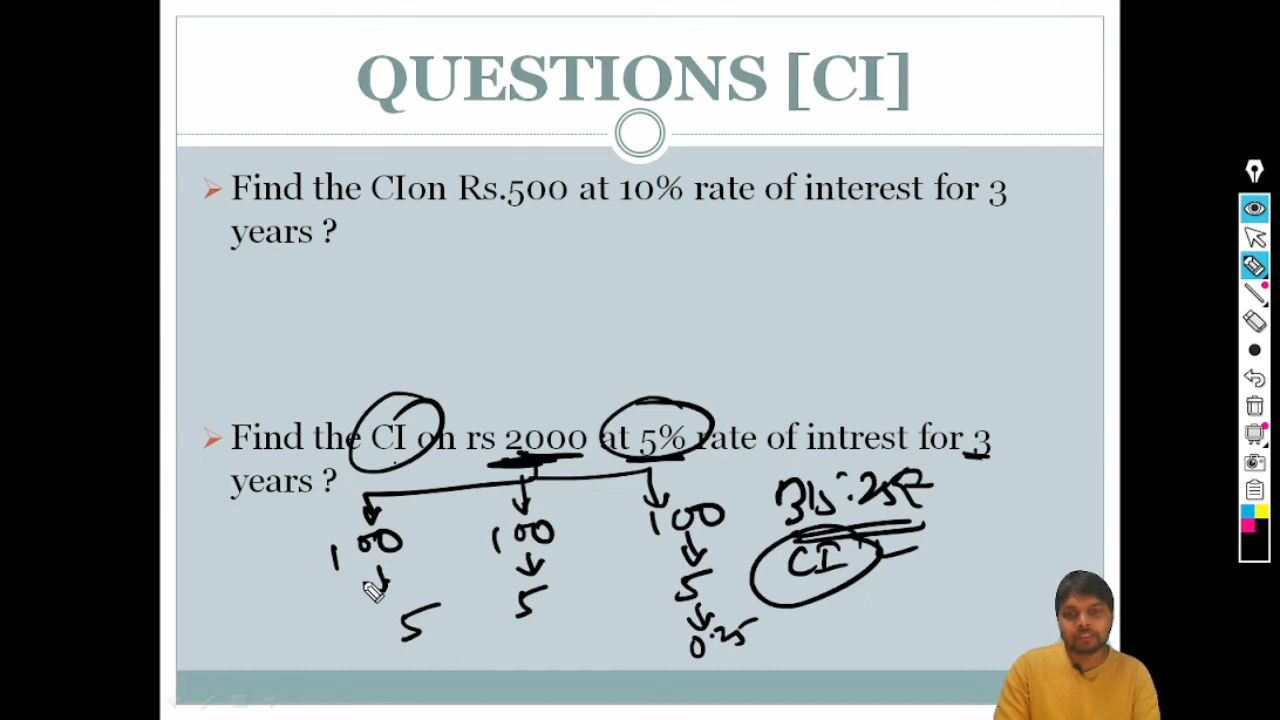 QUESTIONS [CI]
Find the CIon Rs.500 at 10% rate of interest for 3
years ?
Find the CI on rs 2000 at 5% rate of intrest for 3
years ?
100 100 100
5 5 5
0.25
315.25
CI